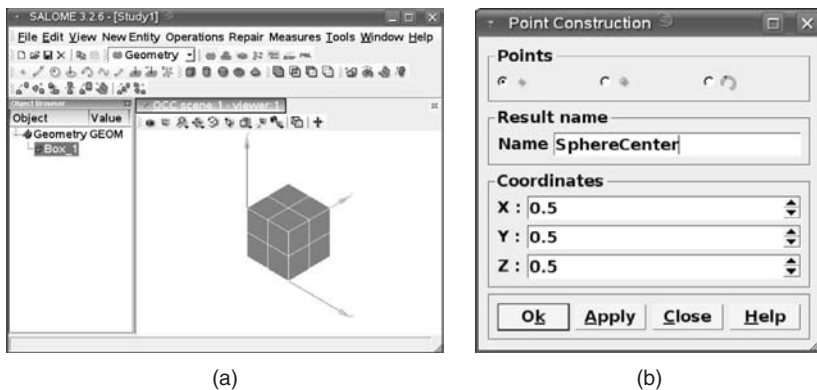 SALOME 3.2.6 - [Study1]
File Edit View New Entity Operations Repair Measures Tools Window Help
Geometry
Object Browser
OCC scene:1 - viewer:1
Object Value
Geometry GEOM
Box_1
(a)
Point Construction
Points
Result name
Name SphereCenter
Coordinates
X : 0.5
Y : 0.5
Z : 0.5
Ok Apply Close Help
(b)